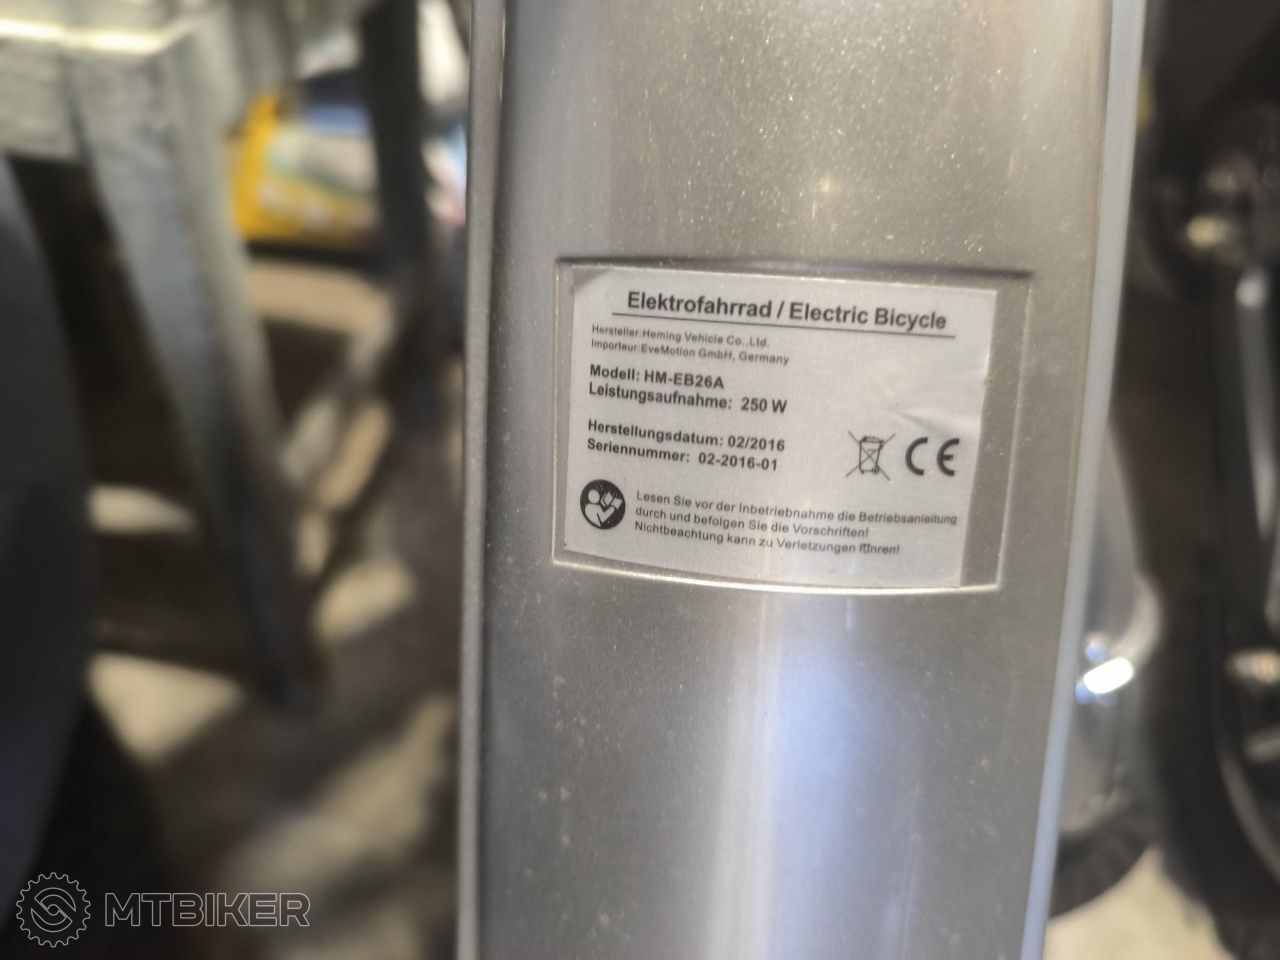 Elektrofahrrad / Electric Bicycle
Hersteller:Heming Vehicle Co.,Ltd.
Importeur:EveMotion GmbH, Germany
Modell: HM-EB26A
Leistungsaufnahme: 250 W
Herstellungsdatum: 02/2016
Seriennummer: 02-2016-01
CE
Lesen Sie vor der Inbetriebnahme die Betriebsanleitung
durch und befolgen Sie die Vorschriften!
Nichtbeachtung kann zu Verletzungen führen!
MTBIKER